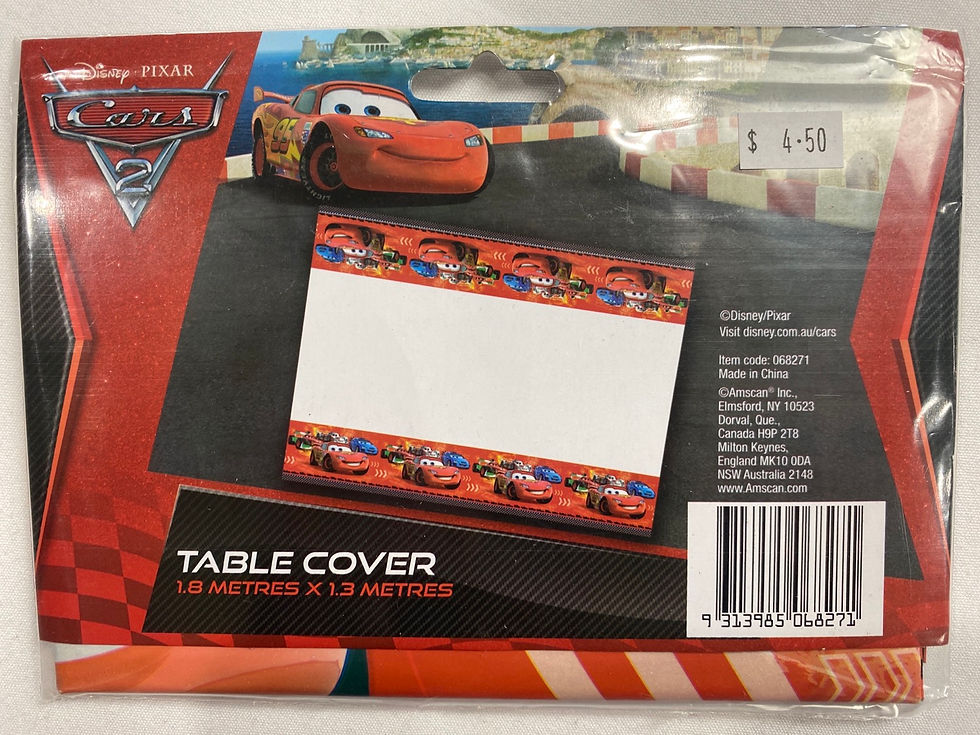 Disney · PIXAR
Cars
2
95
$ 4.50
©Disney/Pixar
Visit disney.com.au/cars
Item code: 068271
Made in China
©Amscan® Inc.,
Elmsford, NY 10523
Dorval, Que.,
Canada H9P 2T8
Milton Keynes,
England MK10 0DA
NSW Australia 2148
www.Amscan.com
TABLE COVER
1.8 METRES X 1.3 METRES
9 313985 068271